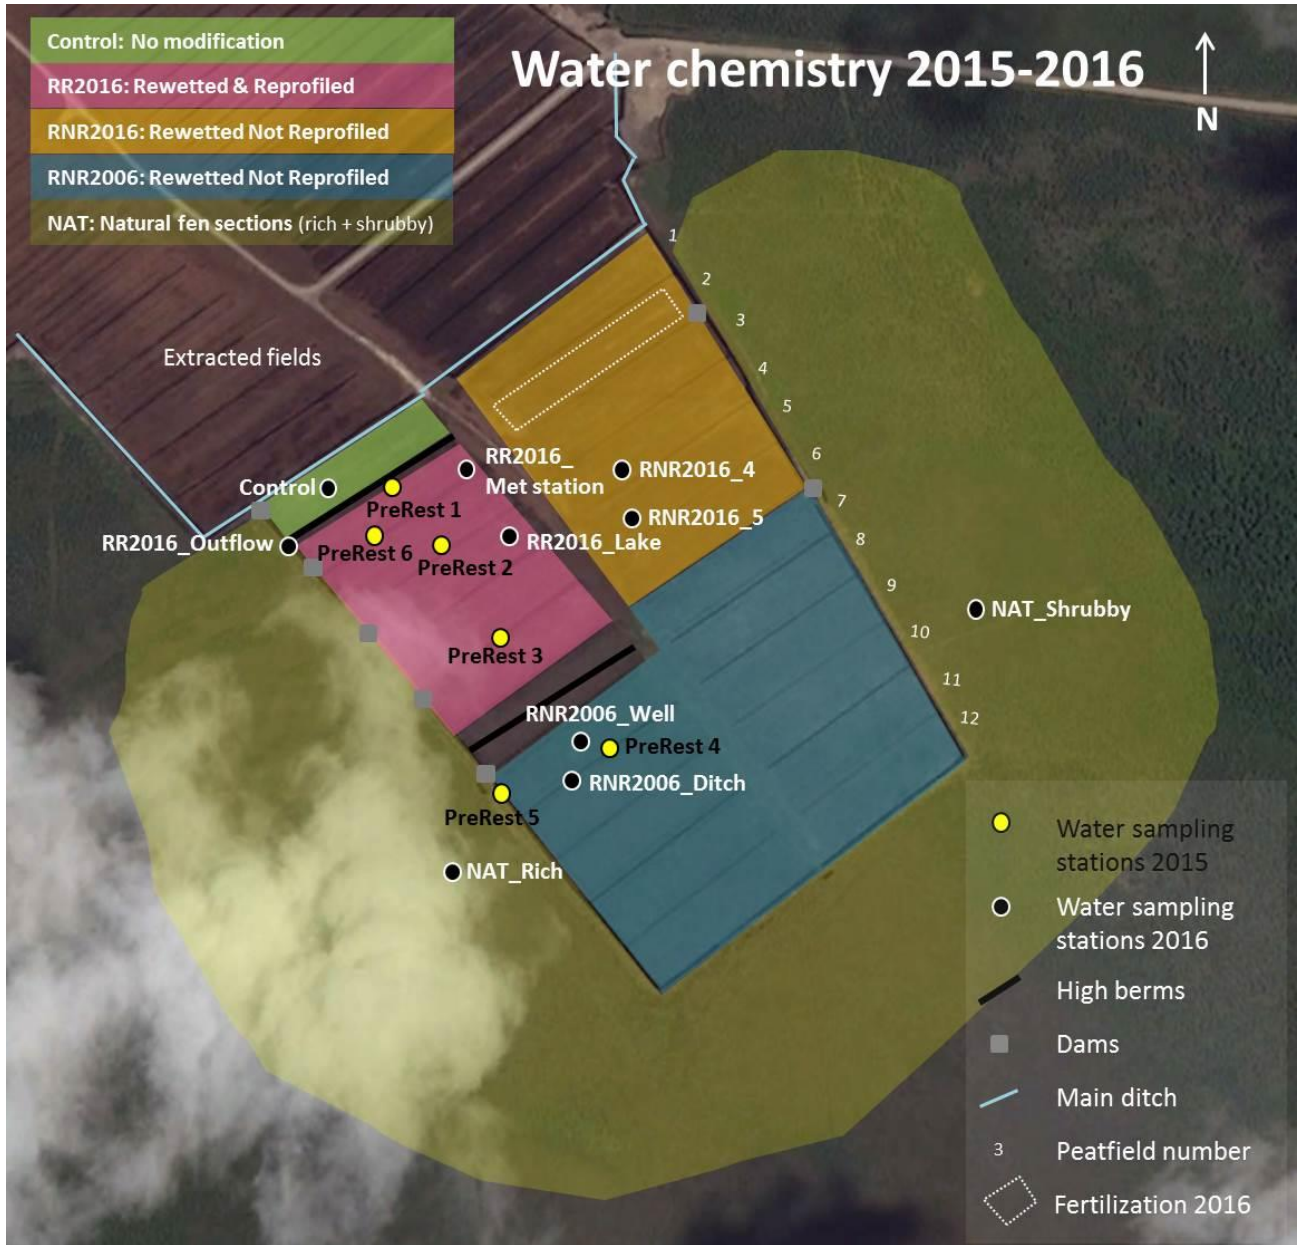 Control: No modification
RR2016: Rewetted & Reprofiled
RNR2016: Rewetted Not Reprofiled
RNR2006: Rewetted Not Reprofiled
NAT: Natural fen sections (rich + shrubby)
Water chemistry 2015-2016
N
1
2
3
4
5
6
7
8
9
10
11
12
Extracted fields
Control
RR2016_Outflow
PreRest 1
PreRest 6
PreRest 2
PreRest 3
RR2016_
Met station
RR2016_Lake
RNR2016_4
RNR2016_5
NAT_Shrubby
RNR2006_Well
PreRest 4
RNR2006_Ditch
PreRest 5
NAT_Rich
Water sampling
stations 2015
Water sampling
stations 2016
High berms
Dams
Main ditch
3 Peatfield number
Fertilization 2016